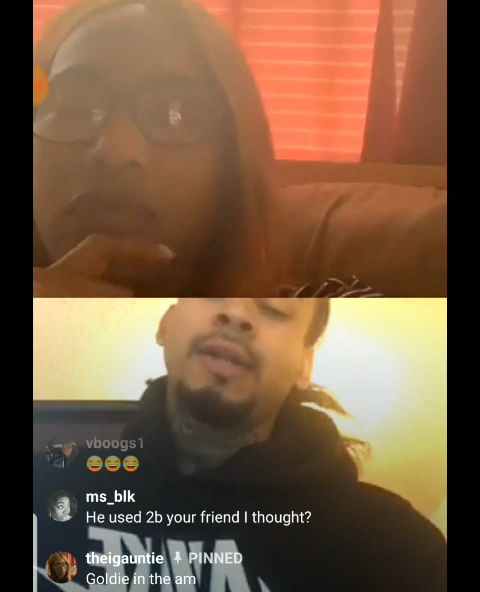 vboogs1
😂😂😂
ms_blk
He used 2b your friend I thought?
theigauntie PINNED
Goldie in the am